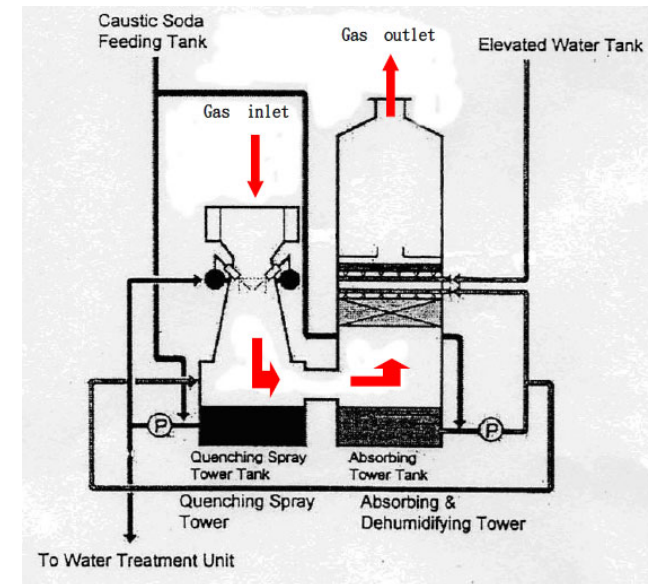 Caustic Soda
Feeding Tank
Gas outlet
Elevated Water Tank
Gas inlet
P
P
Quenching Spray
Tower Tank
Absorbing
Tower Tank
Quenching Spray
Tower
Absorbing &
Dehumidifying Tower
To Water Treatment Unit